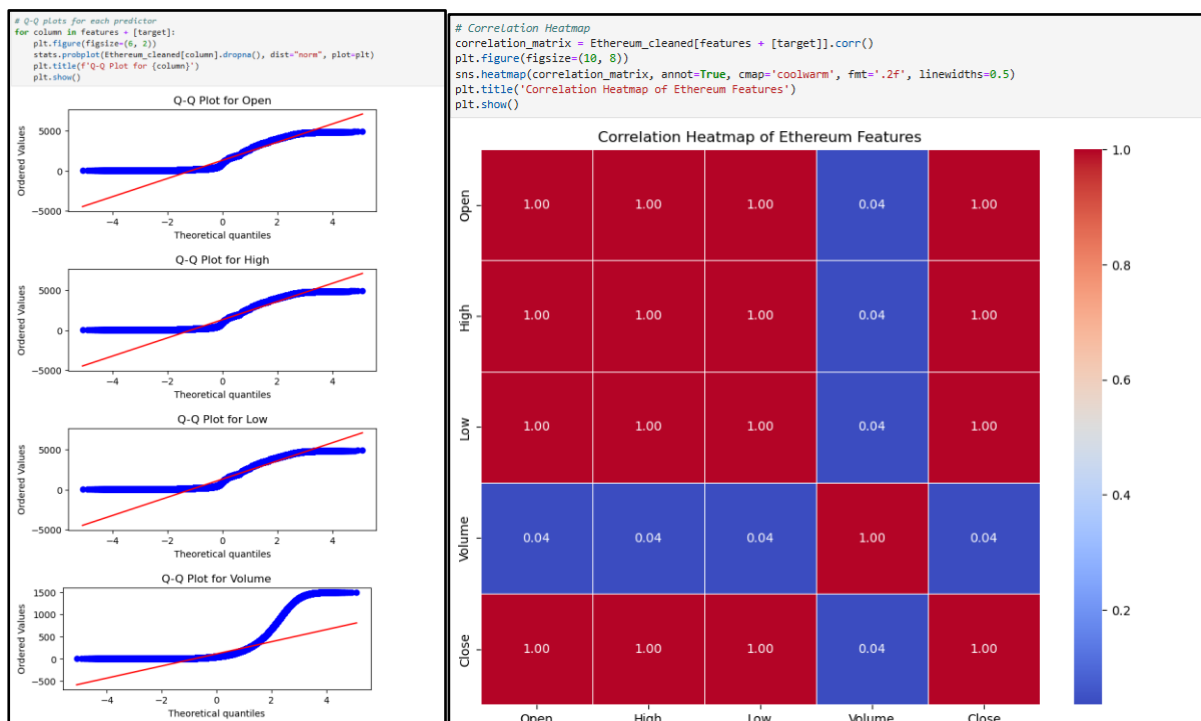 # Q-Q plots for each predictor
for column in features + [target]:
    plt.figure(figsize=(6, 2))
    stats.probplot(Ethereum_cleaned[column].dropna(), dist="norm", plot=plt)
    plt.title(f'Q-Q Plot for {column}')
    plt.show()
Q-Q Plot for Open
5000
0
−5000
Ordered Values
−4 −2 0 2 4
Theoretical quantiles
Q-Q Plot for High
5000
0
−5000
Ordered Values
−4 −2 0 2 4
Theoretical quantiles
Q-Q Plot for Low
5000
0
−5000
Ordered Values
−4 −2 0 2 4
Theoretical quantiles
Q-Q Plot for Volume
1500
1000
500
0
−500
Ordered Values
−4 −2 0 2 4
Theoretical quantiles
# Correlation Heatmap
correlation_matrix = Ethereum_cleaned[features + [target]].corr()
plt.figure(figsize=(10, 8))
sns.heatmap(correlation_matrix, annot=True, cmap='coolwarm', fmt='.2f', linewidths=0.5)
plt.title('Correlation Heatmap of Ethereum Features')
plt.show()
Correlation Heatmap of Ethereum Features
Open 1.00 1.00 1.00 0.04 1.00
High 1.00 1.00 1.00 0.04 1.00
Low 1.00 1.00 1.00 0.04 1.00
Volume 0.04 0.04 0.04 1.00 0.04
Close 1.00 1.00 1.00 0.04 1.00
Open High Low Volume Close
1.0
0.8
0.6
0.4
0.2